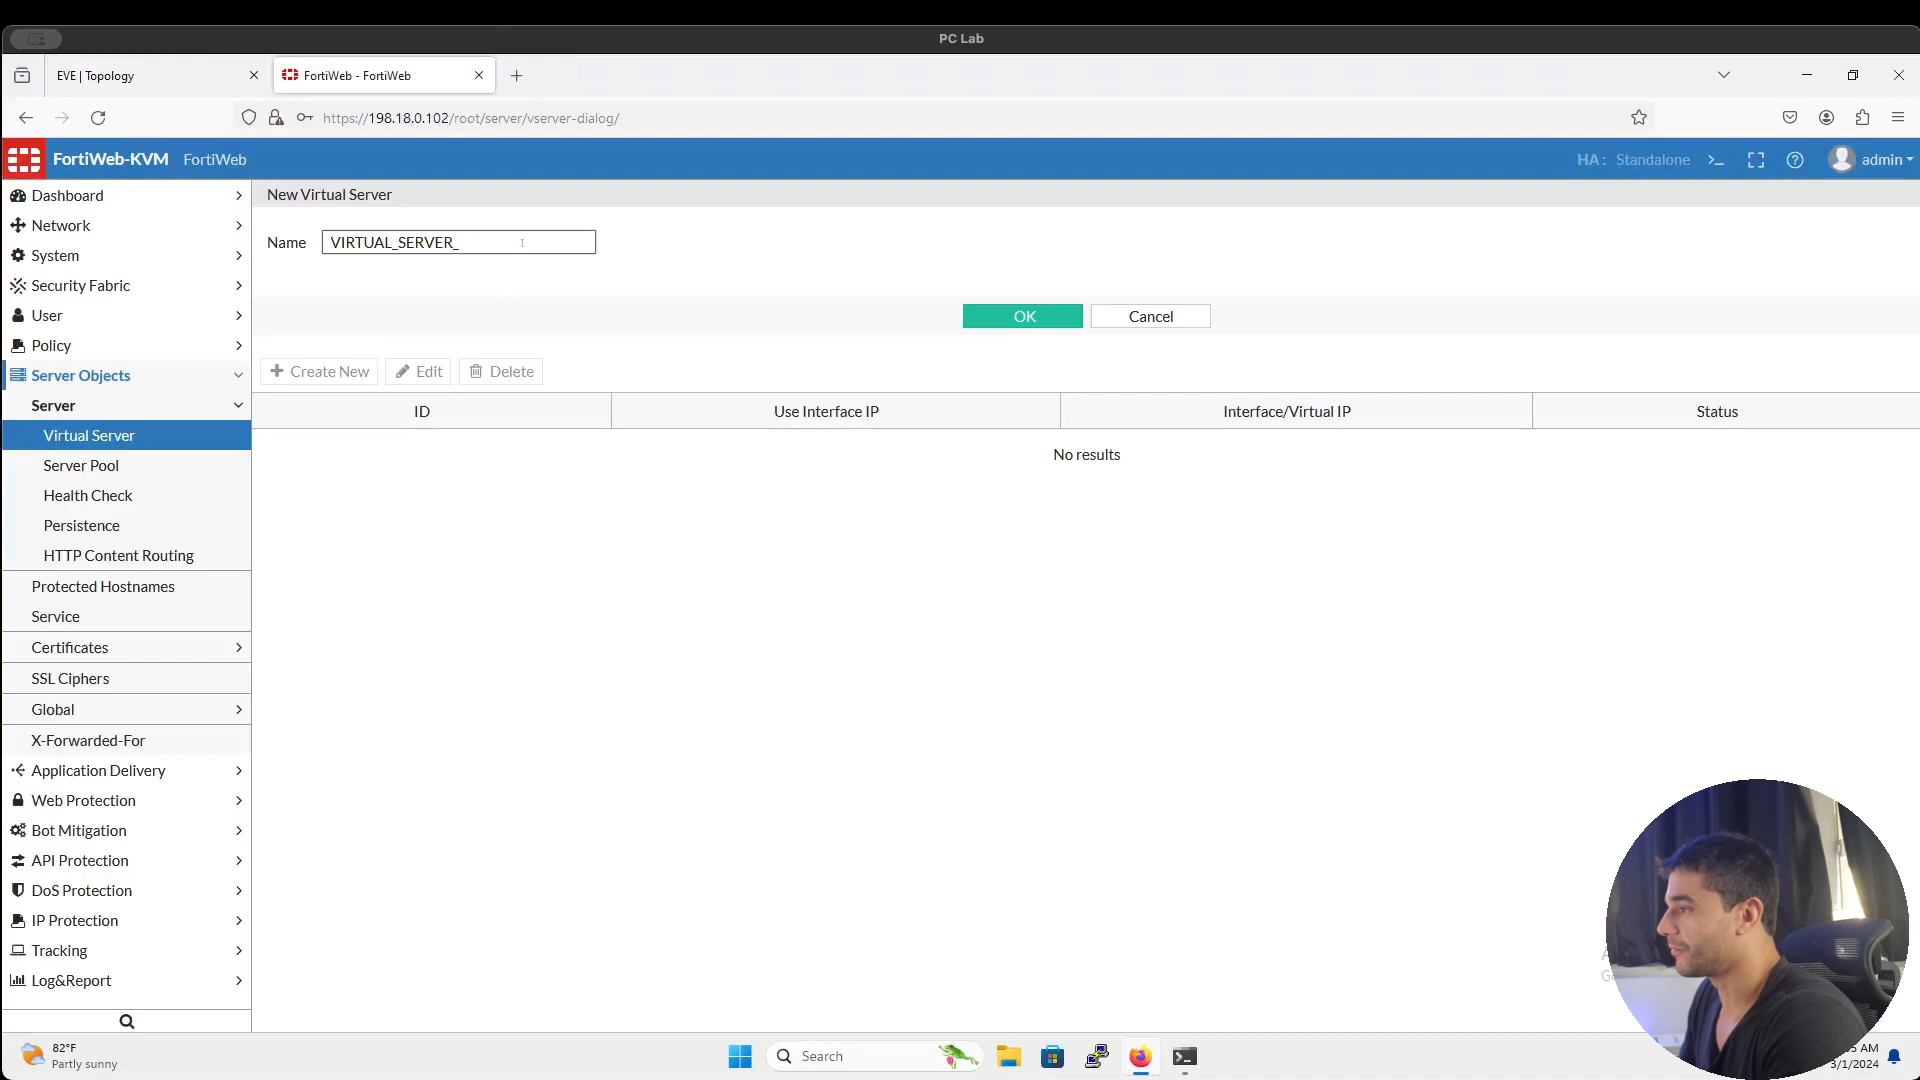 PC Lab
EVE | Topology
FortiWeb - FortiWeb
https://198.18.0.102/root/server/vserver-dialog/
FortiWeb-KVM FortiWeb
HA: Standalone
admin
Dashboard
Network
System
Security Fabric
User
Policy
Server Objects
Server
Virtual Server
Server Pool
Health Check
Persistence
HTTP Content Routing
Protected Hostnames
Service
Certificates
SSL Ciphers
Global
X-Forwarded-For
Application Delivery
Web Protection
Bot Mitigation
API Protection
DoS Protection
IP Protection
Tracking
Log&Report
New Virtual Server
Name VIRTUAL_SERVER_
OK Cancel
Create New Edit Delete
ID Use Interface IP Interface/Virtual IP Status
No results
82°F
Partly sunny
Search
AM
3/1/2024